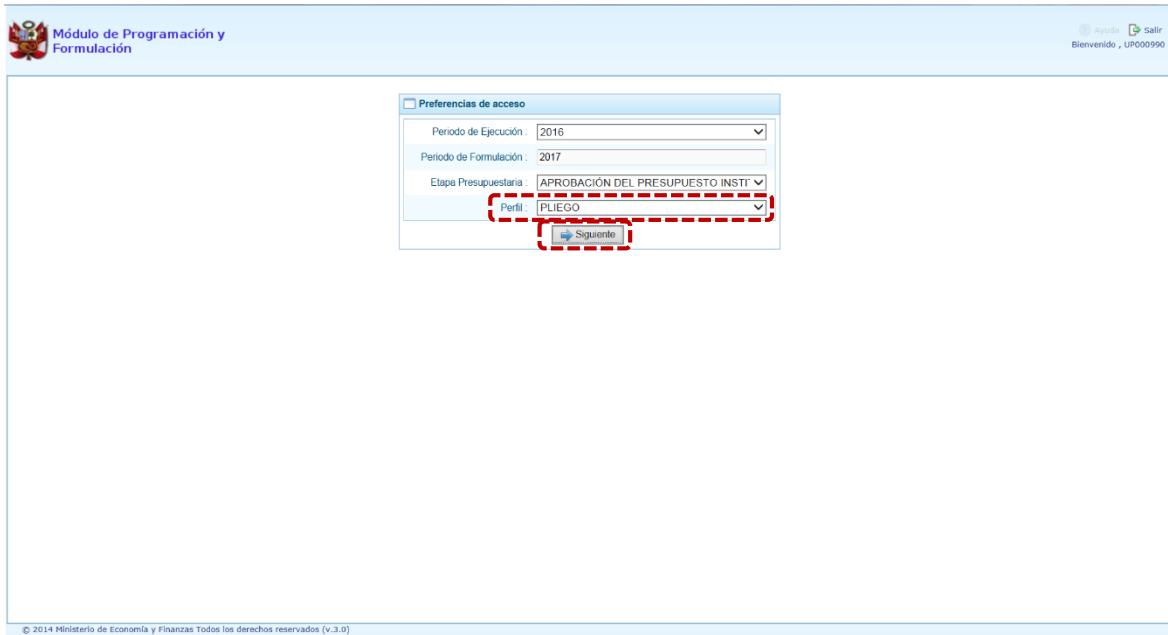 Módulo de Programación y
Formulación
Ayuda Salir
Bienvenido , UP000990
Preferencias de acceso
Periodo de Ejecución : 2016
Periodo de Formulación : 2017
Etapa Presupuestaria : APROBACIÓN DEL PRESUPUESTO INSTI
Perfil : PLIEGO
Siguiente
© 2014 Ministerio de Economía y Finanzas Todos los derechos reservados (v.3.0)